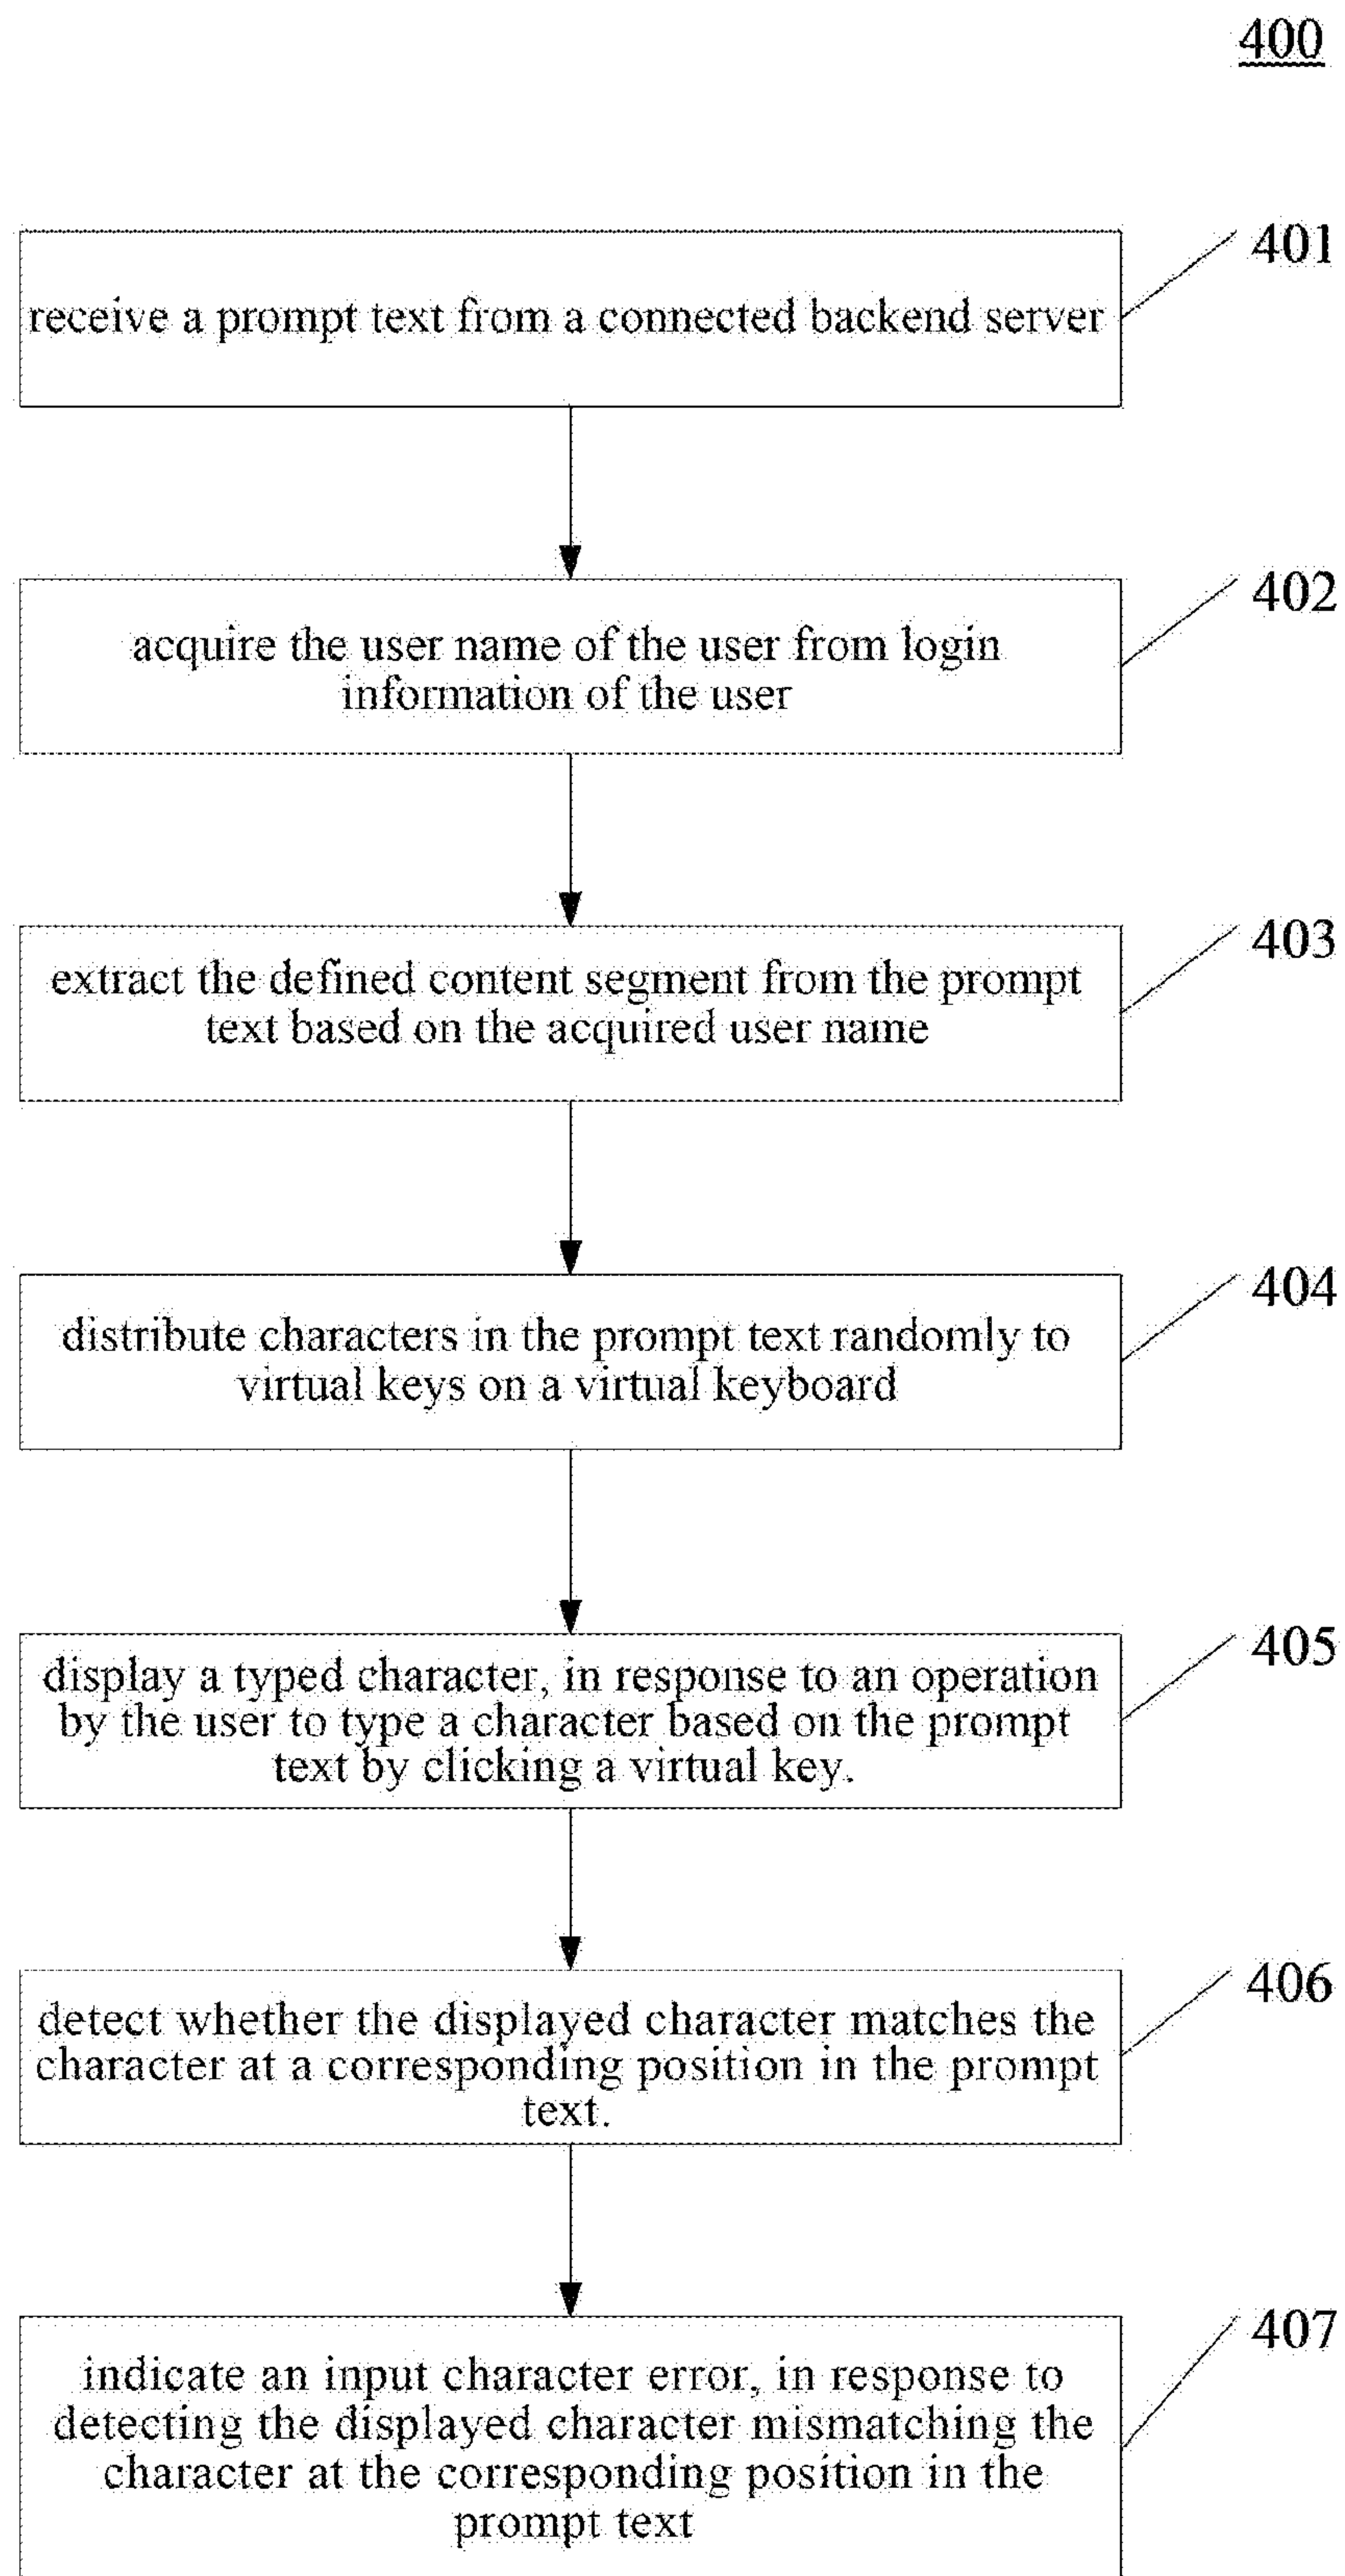 400
401
receive a prompt text from a connected backend server
402
acquire the user name of the user from login
information of the user
403
extract the defined content segment from the prompt
text based on the acquired user name
404
distribute characters in the prompt text randomly to
virtual keys on a virtual keyboard
405
display a typed character, in response to an operation
by the user to type a character based on the prompt
text by clicking a virtual key.
406
detect whether the displayed character matches the
character at a corresponding position in the prompt
text.
407
indicate an input character error, in response to
detecting the displayed character mismatching the
character at the corresponding position in the
prompt text